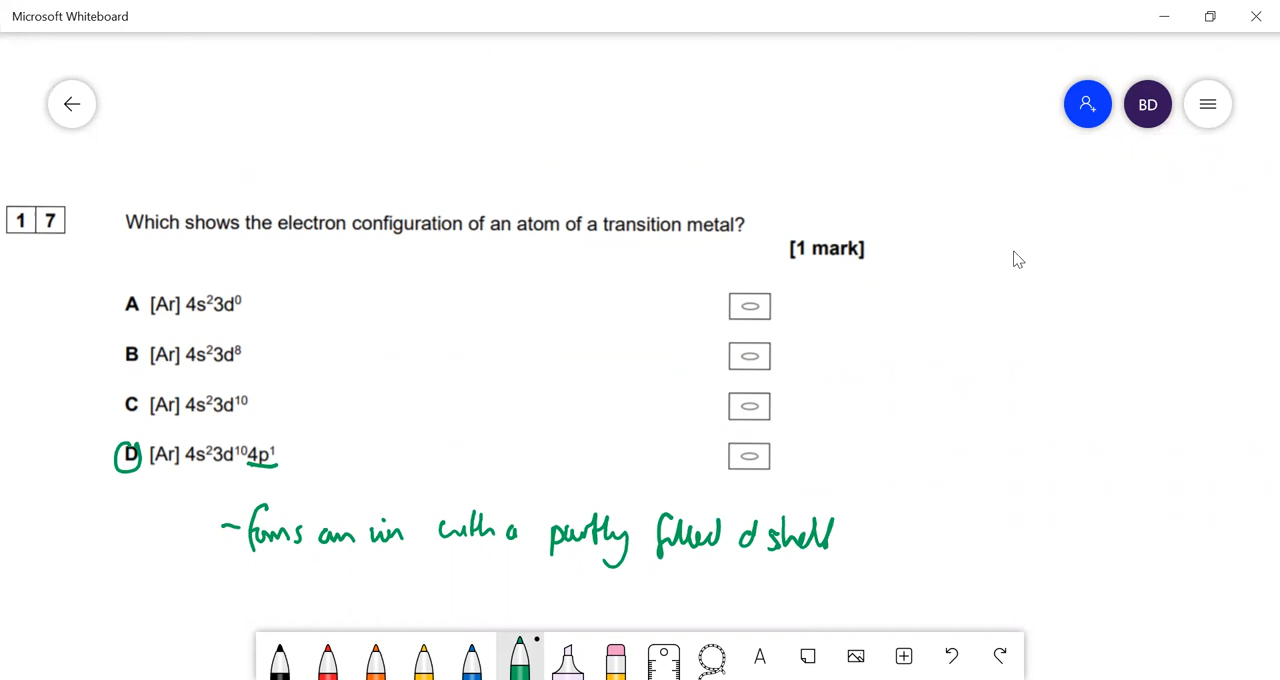 Microsoft Whiteboard
BD
1 7 Which shows the electron configuration of an atom of a transition metal?
[1 mark]
A [Ar] 4s²3d⁰
B [Ar] 4s²3d⁸
C [Ar] 4s²3d¹⁰
D [Ar] 4s²3d¹⁰4p¹
~ forms an ion with a partly filled d shell
A